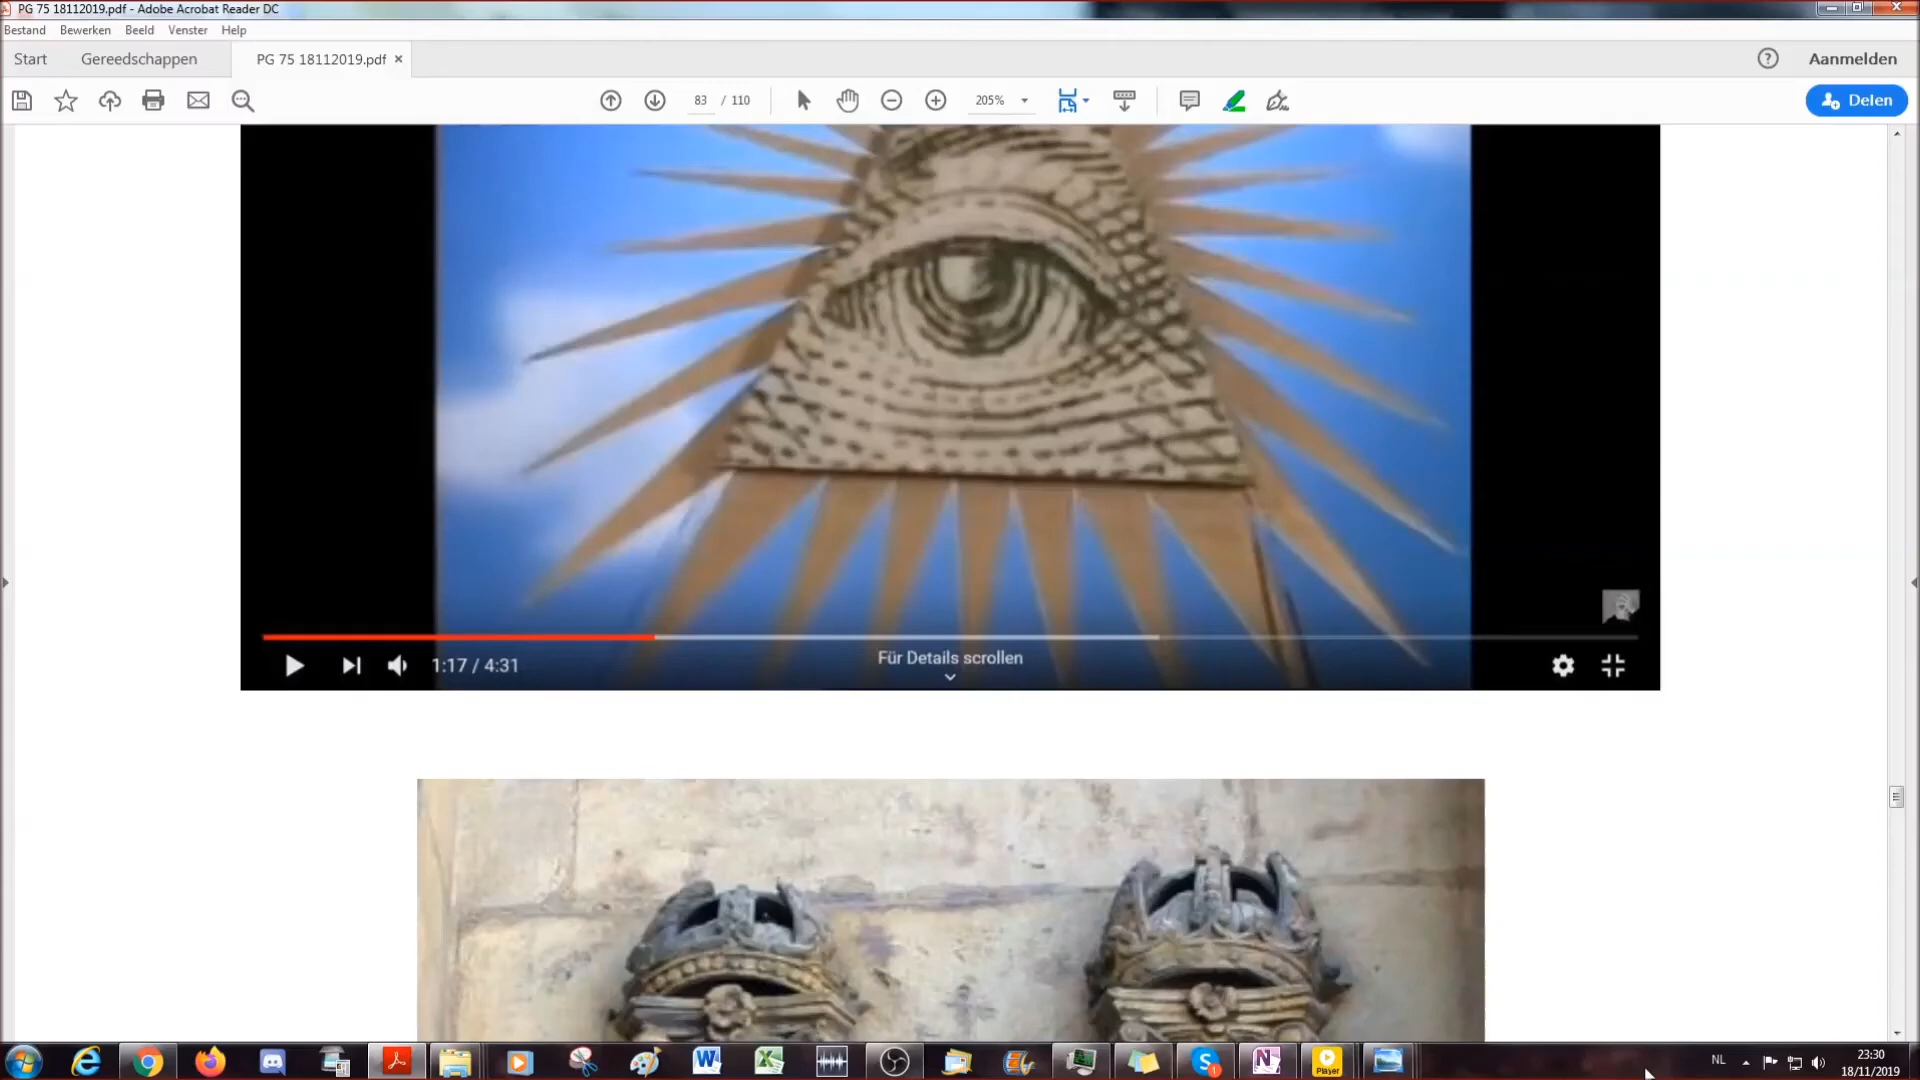 PG 75 18112019.pdf - Adobe Acrobat Reader DC
Bestand Bewerken Beeld Venster Help
Start Gereedschappen PG 75 18112019.pdf × Aanmelden
83 / 110 205% Delen
1:17 / 4:31 Für Details scrollen
NL 23:30
Player 18/11/2019